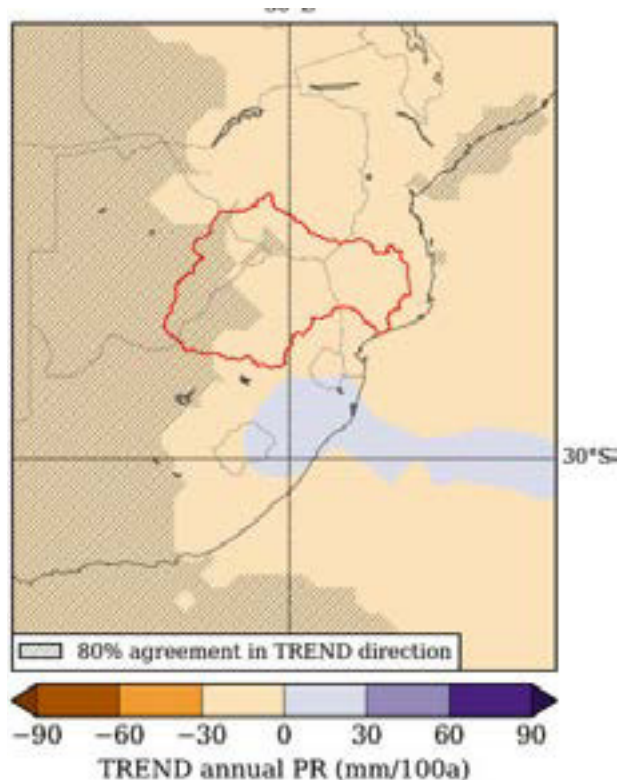 30°S
80% agreement in TREND direction
−90 −60 −30 0 30 60 90
TREND annual PR (mm/100a)